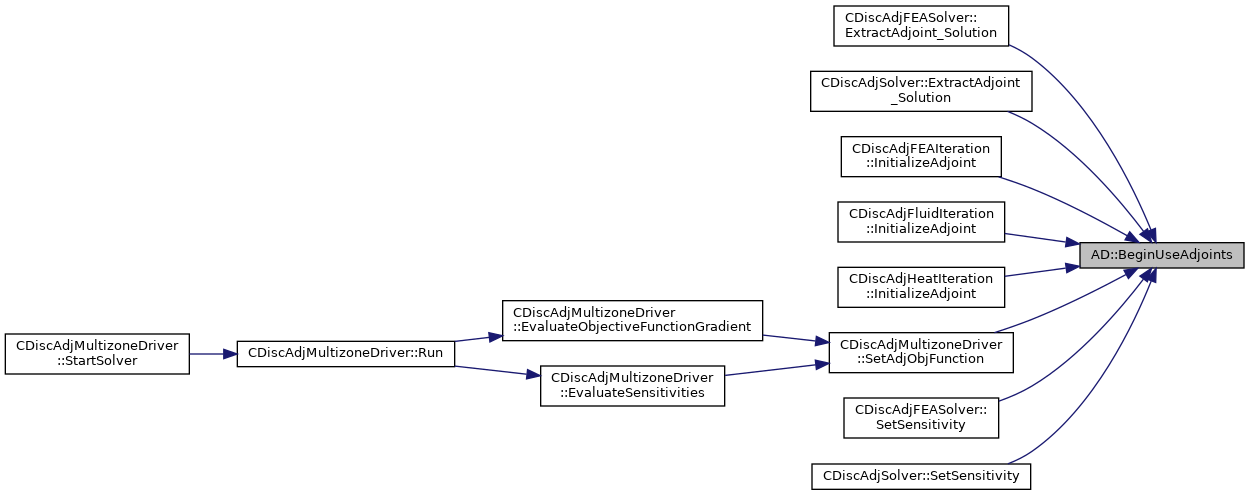 CDiscAdjFEASolver::
ExtractAdjoint_Solution
CDiscAdjSolver::ExtractAdjoint
_Solution
CDiscAdjFEAIteration
::InitializeAdjoint
CDiscAdjFluidIteration
::InitializeAdjoint
AD::BeginUseAdjoints
CDiscAdjHeatIteration
::InitializeAdjoint
CDiscAdjMultizoneDriver
::EvaluateObjectiveFunctionGradient
CDiscAdjMultizoneDriver
::StartSolver
CDiscAdjMultizoneDriver::Run
CDiscAdjMultizoneDriver
::SetAdjObjFunction
CDiscAdjMultizoneDriver
::EvaluateSensitivities
CDiscAdjFEASolver::
SetSensitivity
CDiscAdjSolver::SetSensitivity